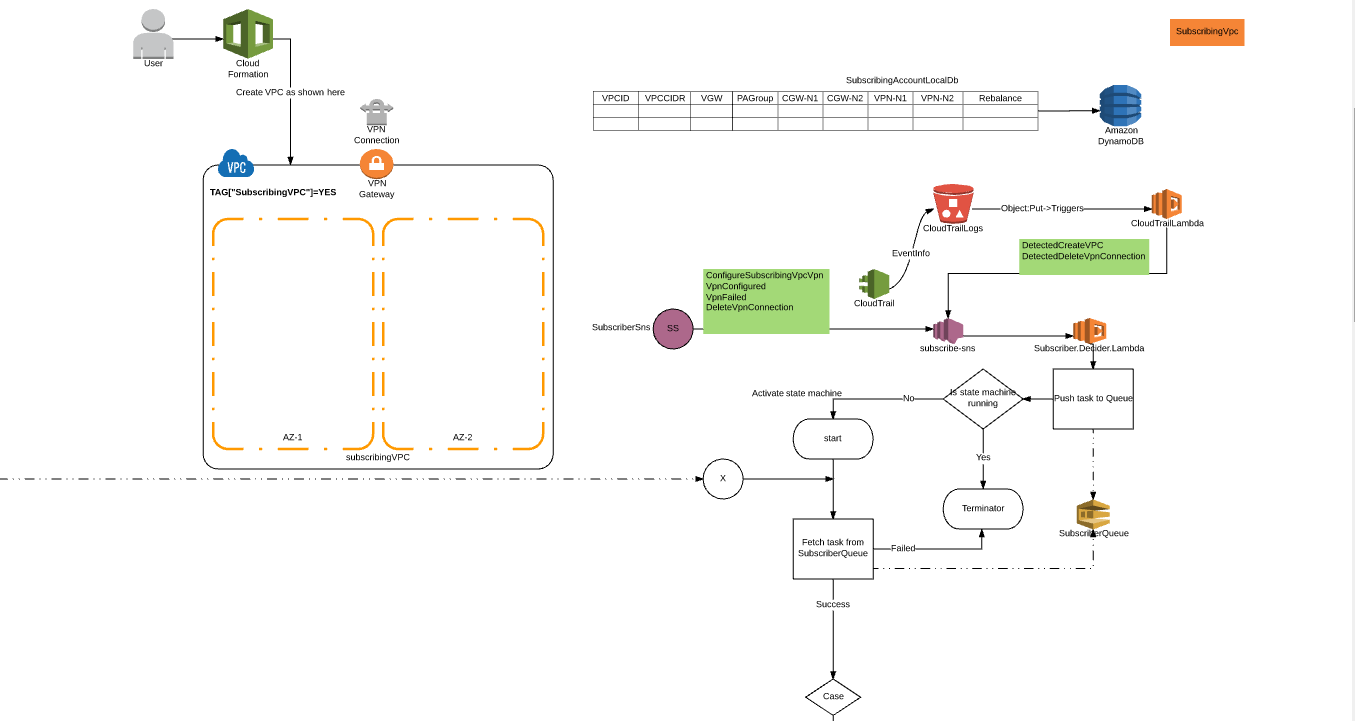 SubscribingVpc
User
Cloud
Formation
Create VPC as shown here
VPN
Connection
VPC
VPN
Gateway
TAG["SubscribingVPC"]=YES
AZ-1
AZ-2
subscribingVPC
SubscribingAccountLocalDb
VPCID VPCCIDR VGW PAGroup CGW-N1 CGW-N2 VPN-N1 VPN-N2 Rebalance
Amazon
DynamoDB
CloudTrailLogs
Object:Put->Triggers
CloudTrailLambda
EventInfo
CloudTrail
DetectedCreateVPC
DetectedDeleteVpnConnection
ConfigureSubscribingVpcVpn
VpnConfigured
VpnFailed
DeleteVpnConnection
SubscriberSns
SS
subscribe-sns
Subscriber.Decider.Lambda
Push task to Queue
Is state machine
running
No
Activate state machine
start
Yes
Terminator
SubscriberQueue
X
Fetch task from
SubscriberQueue
Failed
Success
Case